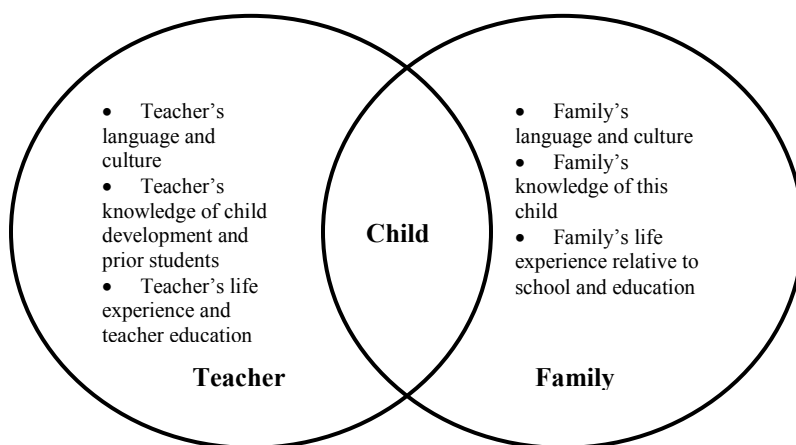 • Teacher’s
language and
culture
• Teacher’s
knowledge of child
development and
prior students
• Teacher’s life
experience and
teacher education
Teacher
Child
• Family’s
language and culture
• Family’s
knowledge of this
child
• Family’s life
experience relative to
school and education
Family